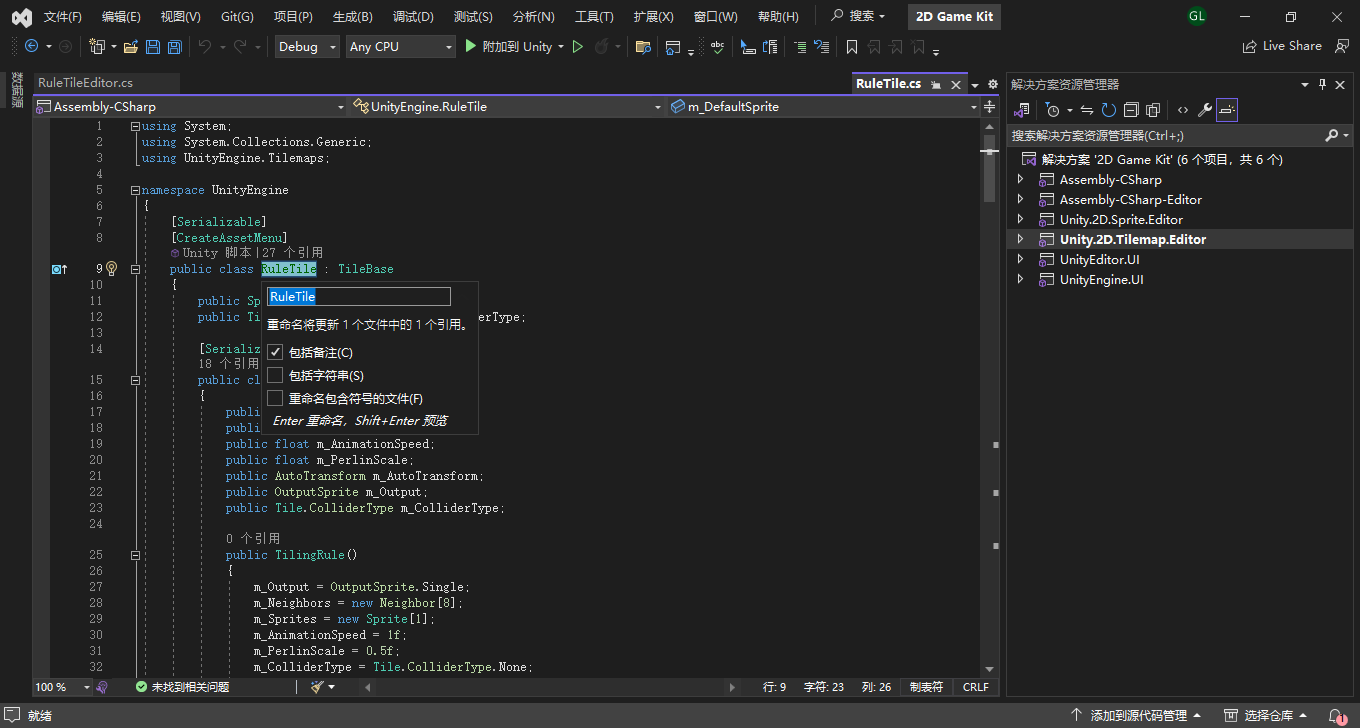 文件(F) 编辑(E) 视图(V) Git(G) 项目(P) 生成(B) 调试(D) 测试(S) 分析(N) 工具(T) 扩展(X) 窗口(W) 帮助(H) 搜索 2D Game Kit GL
Debug Any CPU 附加到 Unity abc Live Share
数据源
RuleTileEditor.cs RuleTile.cs
Assembly-CSharp UnityEngine.RuleTile m_DefaultSprite
1 using System;
2 using System.Collections.Generic;
3 using UnityEngine.Tilemaps;
4
5 namespace UnityEngine
6 {
7 [Serializable]
8 [CreateAssetMenu]
Unity 脚本|27 个引用
9 public class RuleTile : TileBase
10 {
11 public Sp
12 public Ti erType;
13
14 [Serializ
18 个引用
15 public cl
16 {
17 publi
18 publi
19 public float m_AnimationSpeed;
20 public float m_PerlinScale;
21 public AutoTransform m_AutoTransform;
22 public OutputSprite m_Output;
23 public Tile.ColliderType m_ColliderType;
24
0 个引用
25 public TilingRule()
26 {
27 m_Output = OutputSprite.Single;
28 m_Neighbors = new Neighbor[8];
29 m_Sprites = new Sprite[1];
30 m_AnimationSpeed = 1f;
31 m_PerlinScale = 0.5f;
32 m_ColliderType = Tile.ColliderType.None;
RuleTile
重命名将更新 1 个文件中的 1 个引用。
包括备注(C)
包括字符串(S)
重命名包含符号的文件(F)
Enter 重命名，Shift+Enter 预览
100 % 未找到相关问题 行: 9 字符: 23 列: 26 制表符 CRLF
解决方案资源管理器
搜索解决方案资源管理器(Ctrl+;)
解决方案 '2D Game Kit' (6 个项目，共 6 个)
Assembly-CSharp
Assembly-CSharp-Editor
Unity.2D.Sprite.Editor
Unity.2D.Tilemap.Editor
UnityEditor.UI
UnityEngine.UI
就绪 添加到源代码管理 选择仓库 1